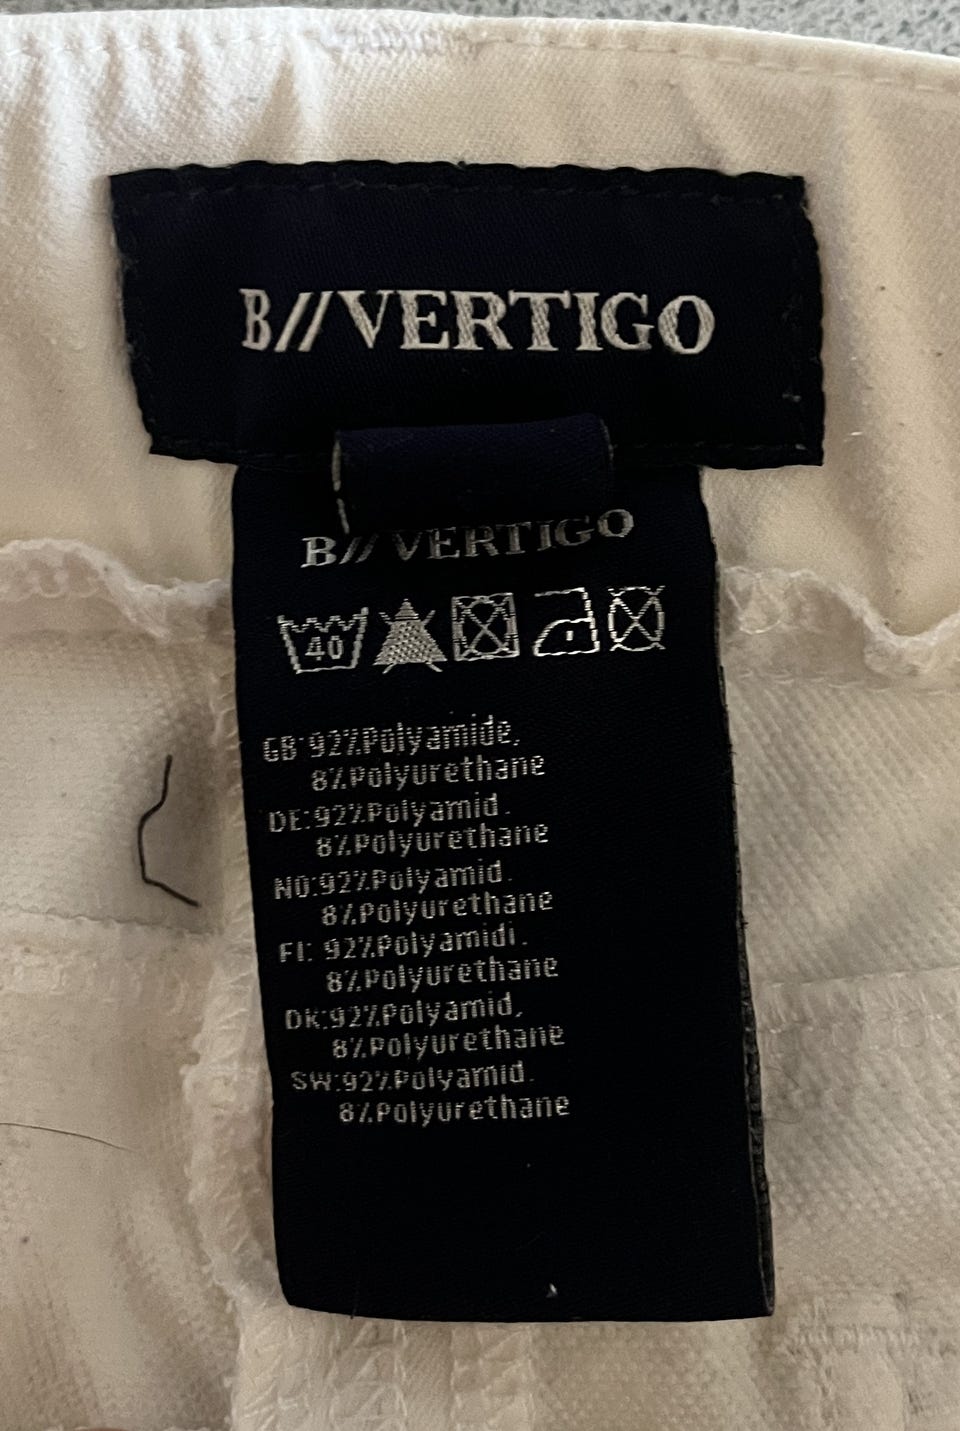 B//VERTIGO
B//VERTIGO
40
GB:92%Polyamide,
8%Polyurethane
DE:92%Polyamid.
8%Polyurethane
NO:92%Polyamid.
8%Polyurethane
FI: 92%Polyamidi.
8%Polyurethane
DK:92%Polyamid,
8%Polyurethane
SW:92%Polyamid.
8%Polyurethane